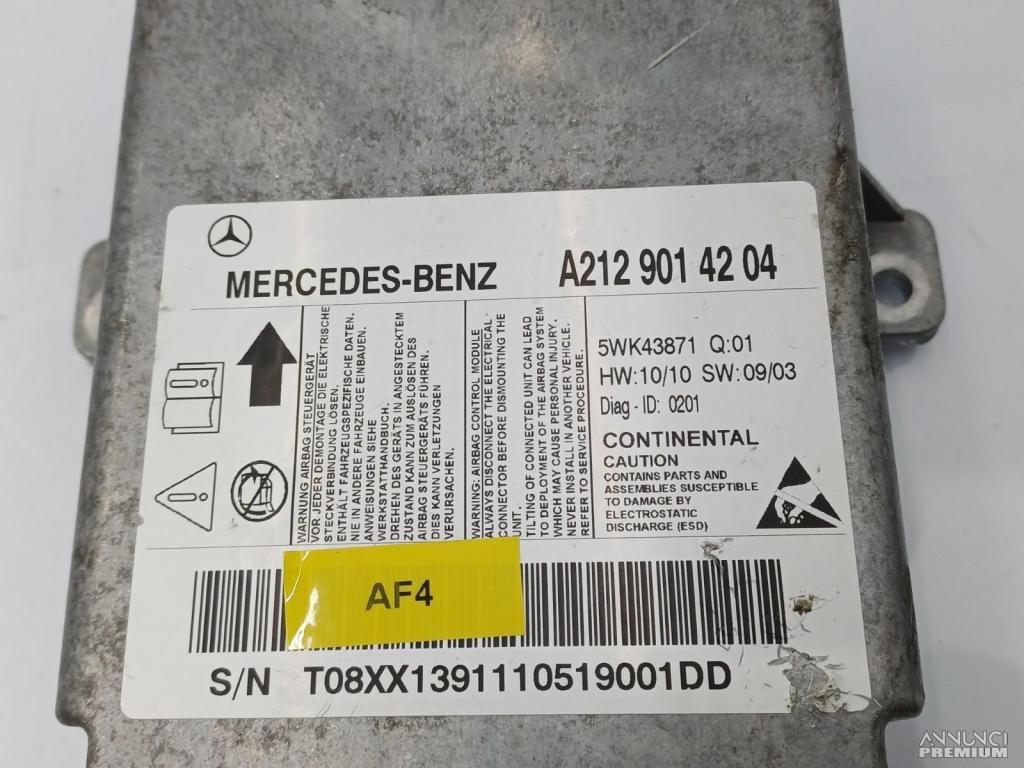 MERCEDES-BENZ
A212 901 42 04
WARNUNG AIRBAG STEUERGERÄT
VOR JEDER DEMONTAGE DIE ELEKTRISCHE
STECKVERBINDUNG LÖSEN.
ENTHÄLT FAHRZEUGSPEZIFISCHE DATEN.
NIE IN ANDERE FAHRZEUGE EINBAUEN.
ANWEISUNGEN SIEHE
WERKSTATTHANDBUCH.
DREHEN DES GERÄTS IN ANGESTECKTEM
ZUSTAND KANN ZUM AUSLÖSEN DES
AIRBAG STEUERGERÄTS FÜHREN.
DIES KANN VERLETZUNGEN
VERURSACHEN.
WARNING: AIRBAG CONTROL MODULE
ALWAYS DISCONNECT THE ELECTRICAL
CONNECTOR BEFORE DISMOUNTING THE
UNIT.
TILTING OF CONNECTED UNIT CAN LEAD
TO DEPLOYMENT OF THE AIRBAG SYSTEM
WHICH MAY CAUSE PERSONAL INJURY.
NEVER INSTALL IN ANOTHER VEHICLE.
REFER TO SERVICE PROCEDURE.
5WK43871 Q:01
HW:10/10 SW:09/03
Diag - ID: 0201
CONTINENTAL
CAUTION
CONTAINS PARTS AND
ASSEMBLIES SUSCEPTIBLE
TO DAMAGE BY
ELECTROSTATIC
DISCHARGE (ESD)
AF4
S/N T08XX1391110519001DD
ANNUNCI
PREMIUM